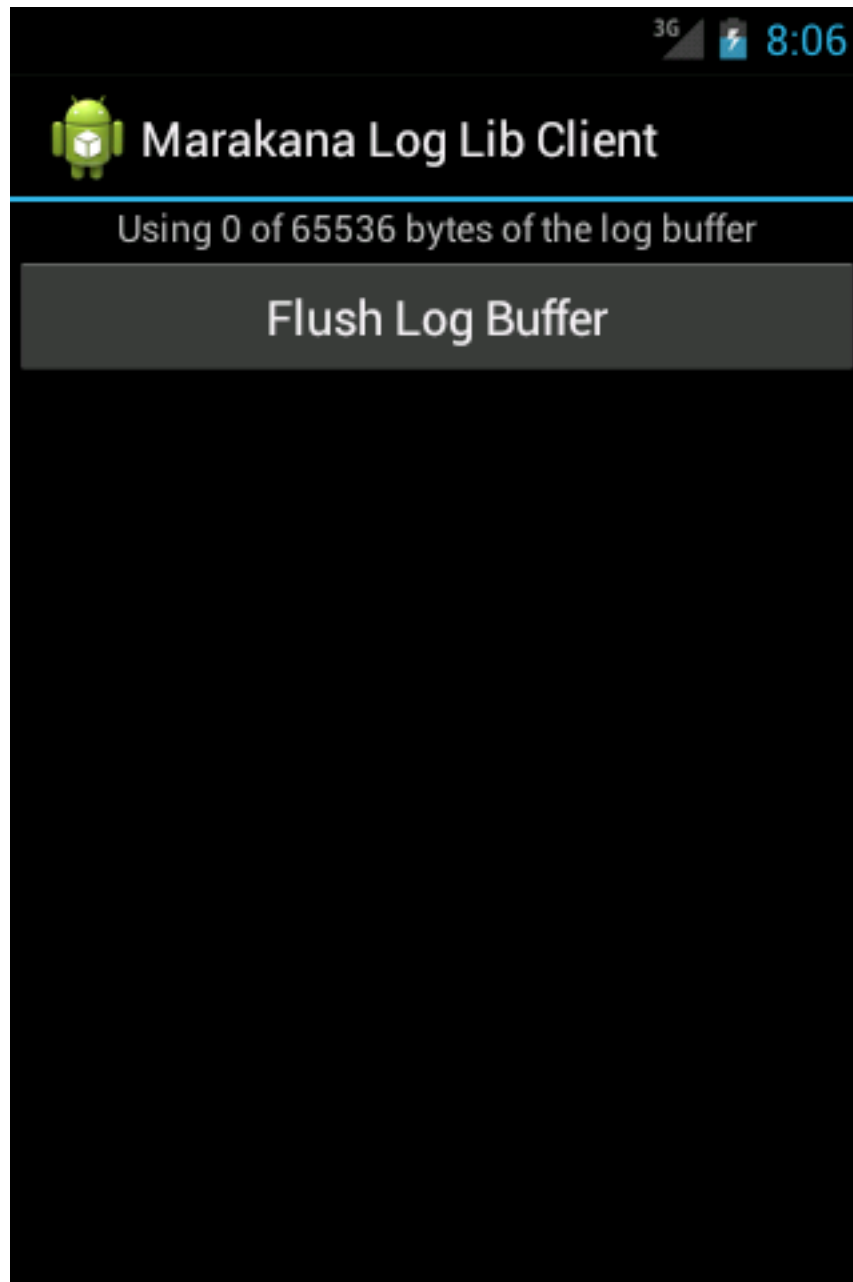 3G 8:06
Marakana Log Lib Client
Using 0 of 65536 bytes of the log buffer
Flush Log Buffer